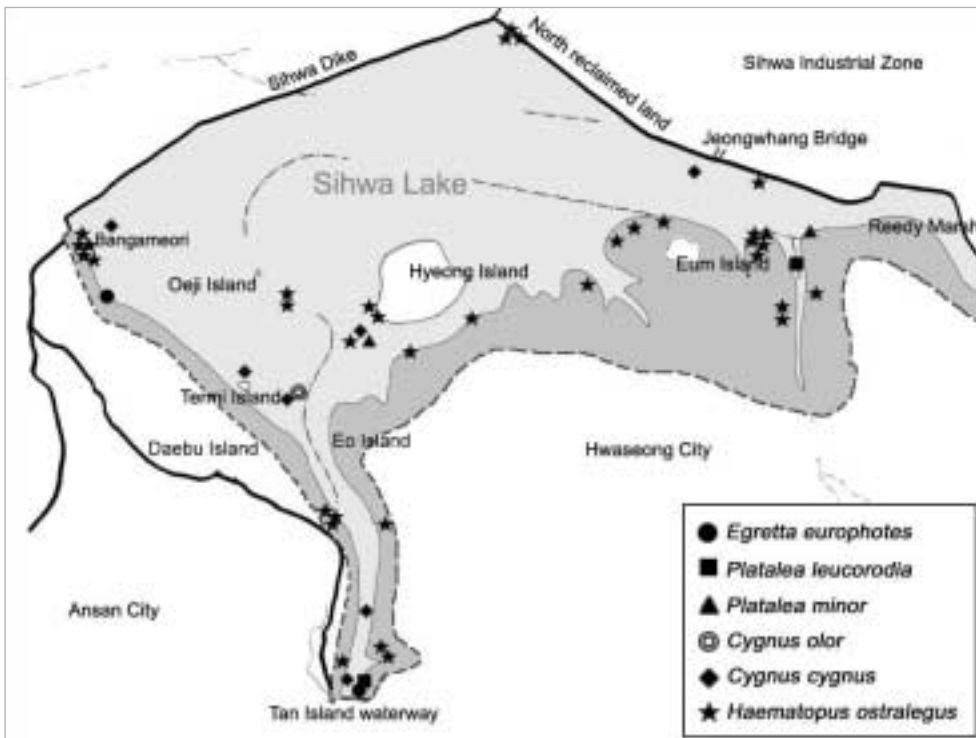 Sihwa Dike
North reclaimed land
Sihwa Industrial Zone
Jeongwhang Bridge
Sihwa Lake
Bangameori
Reedy Marsh
Oeji Island
Hyeong Island
Eum Island
Termi Island
Daebu Island
Eo Island
Hwaseong City
Ansan City
Tan Island waterway
Egretta europhotes
Platalea leucorodia
Platalea minor
Cygnus olor
Cygnus cygnus
Haematopus ostralegus